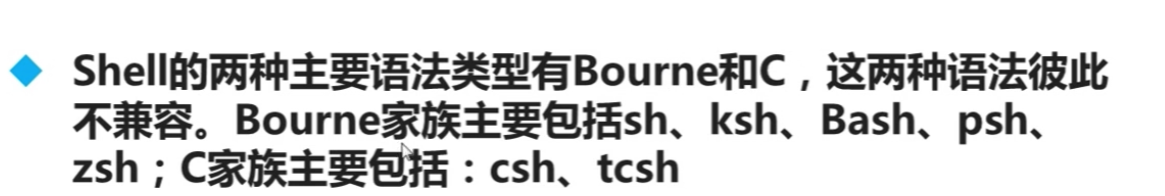 Shell的两种主要语法类型有Bourne和C，这两种语法彼此
不兼容。Bourne家族主要包括sh、ksh、Bash、psh、
zsh；C家族主要包括：csh、tcsh